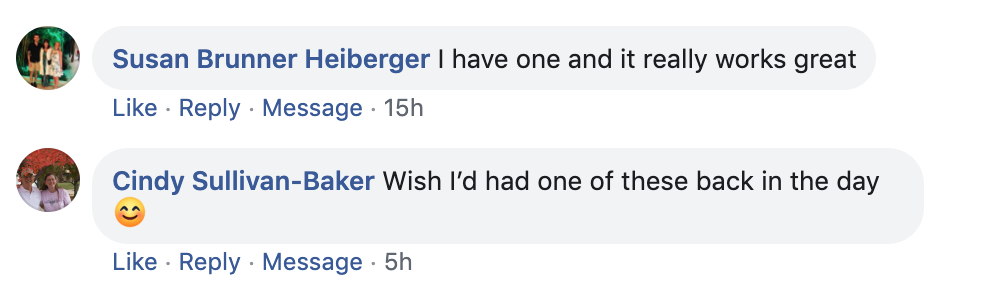 Susan Brunner Heiberger I have one and it really works great
Like · Reply · Message · 15h
Cindy Sullivan-Baker Wish I’d had one of these back in the day
😊
Like · Reply · Message · 5h